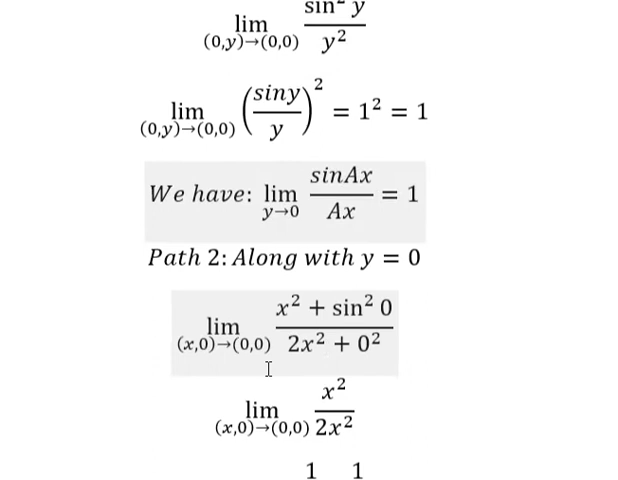 lim (0,y)→(0,0) sin² y / y²
lim (0,y)→(0,0) (siny / y)² = 1² = 1
We have: lim y→0 sinAx / Ax = 1
Path 2: Along with y = 0
lim (x,0)→(0,0) x² + sin² 0 / 2x² + 0²
lim (x,0)→(0,0) x² / 2x²
1 1